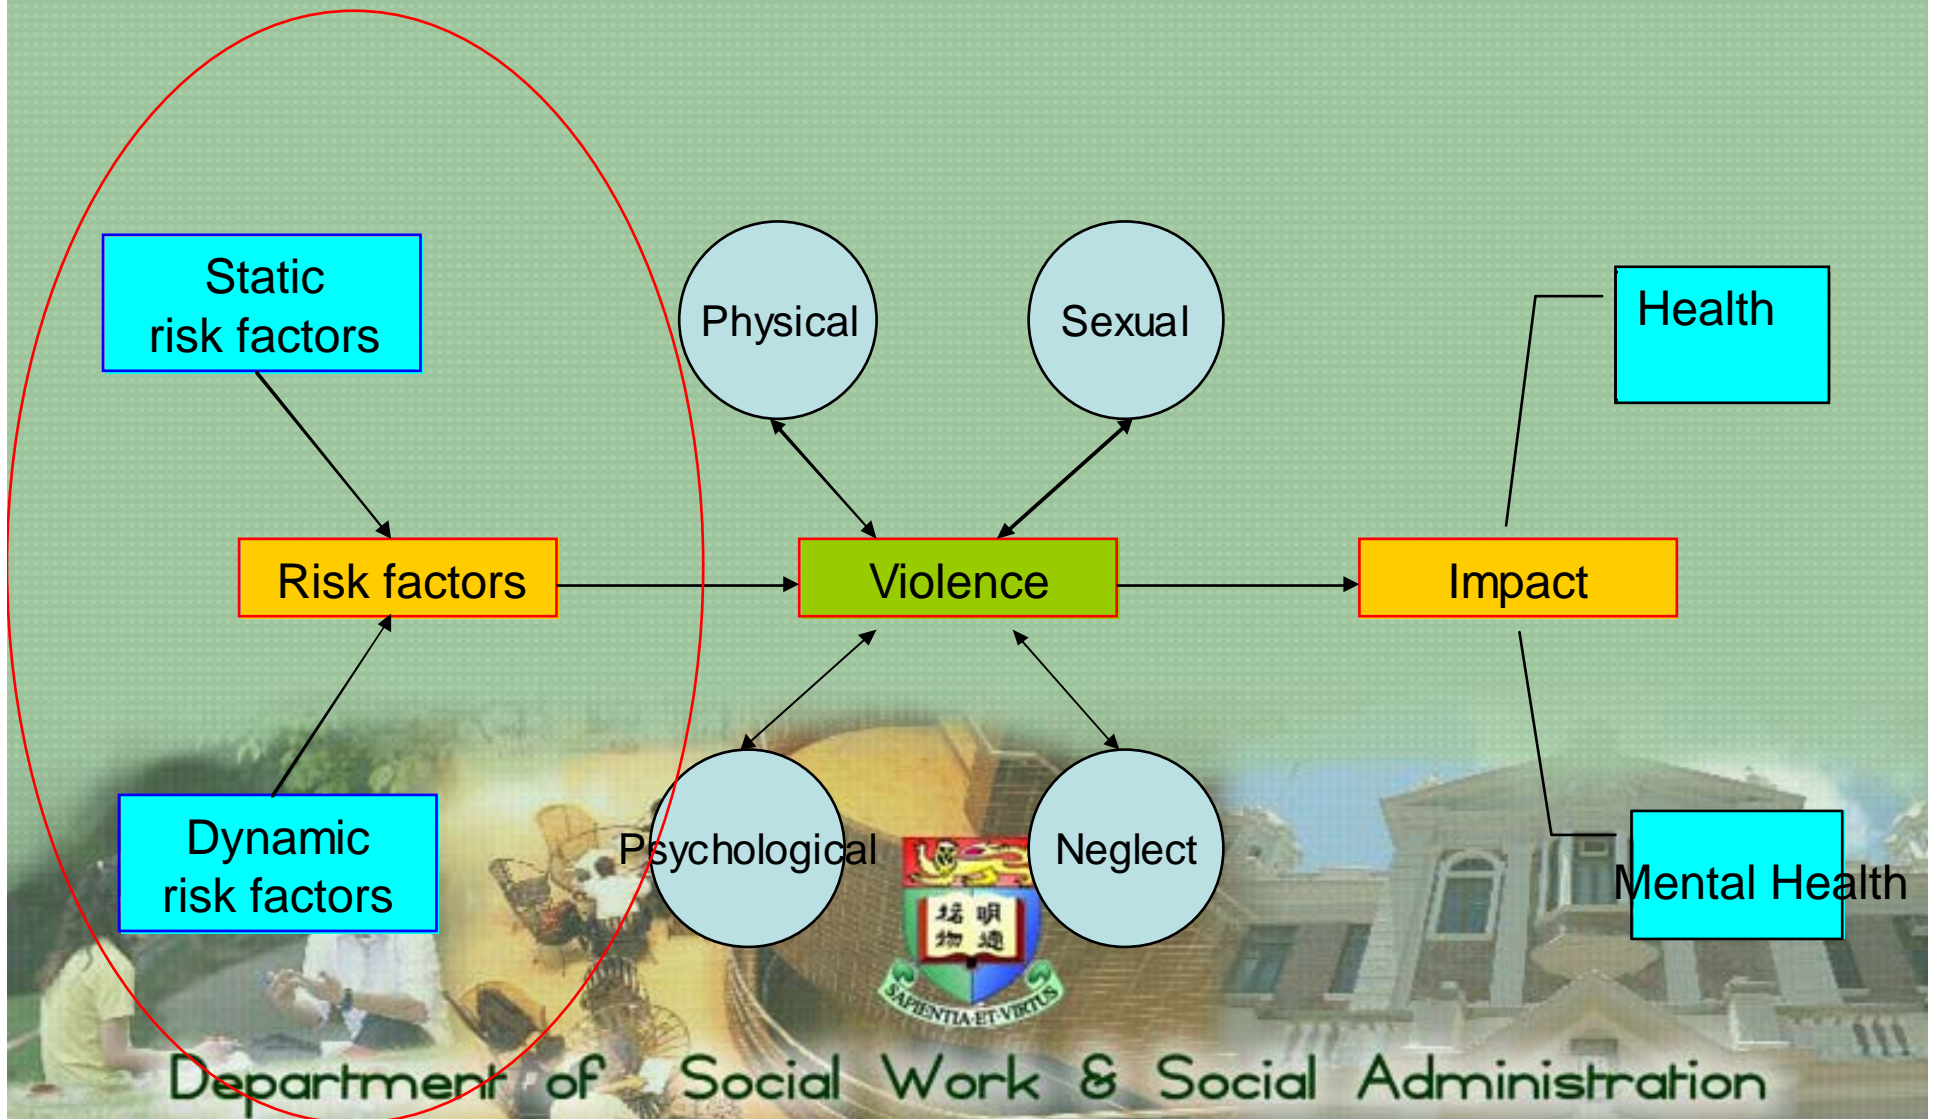 Static
risk factors
Physical
Sexual
Health
Risk factors
Violence
Impact
Dynamic
risk factors
Psychological
Neglect
Mental Health
明德
格物
SAPIENTIA·ET·VIRTUS
Department of Social Work & Social Administration